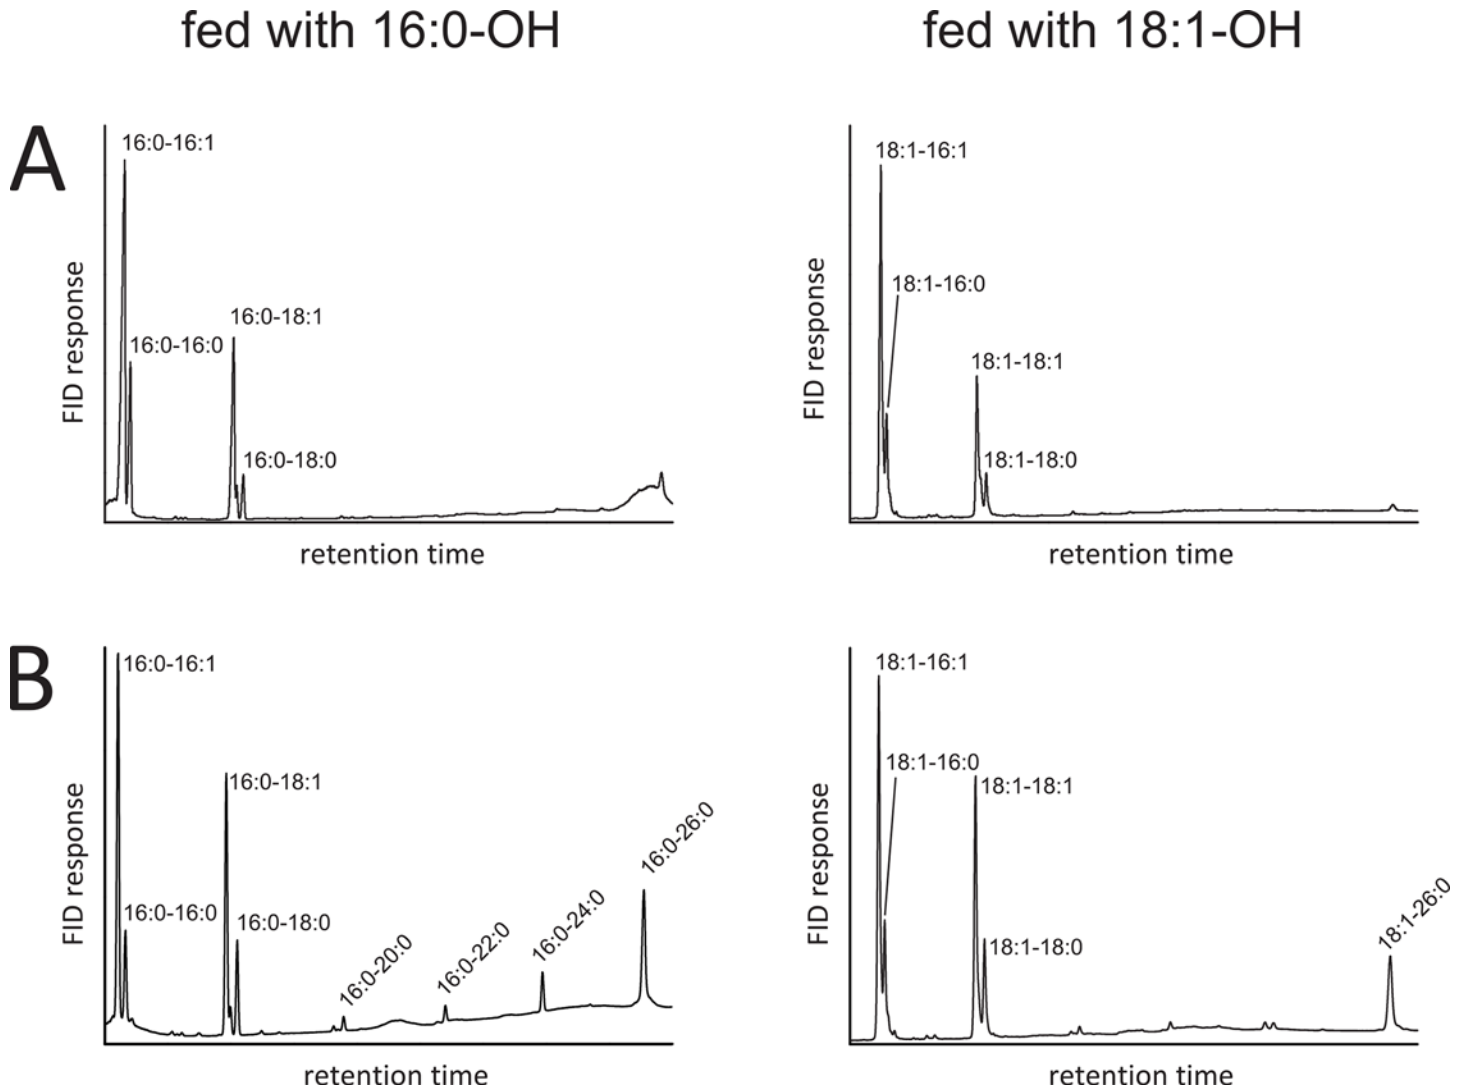 fed with 16:0-OH
fed with 18:1-OH
A
16:0-16:1
16:0-16:0
16:0-18:1
16:0-18:0
FID response
retention time
18:1-16:1
18:1-16:0
18:1-18:1
18:1-18:0
FID response
retention time
B
16:0-16:1
16:0-16:0
16:0-18:1
16:0-18:0
16:0-20:0
16:0-22:0
16:0-24:0
16:0-26:0
FID response
retention time
18:1-16:1
18:1-16:0
18:1-18:1
18:1-18:0
18:1-26:0
FID response
retention time